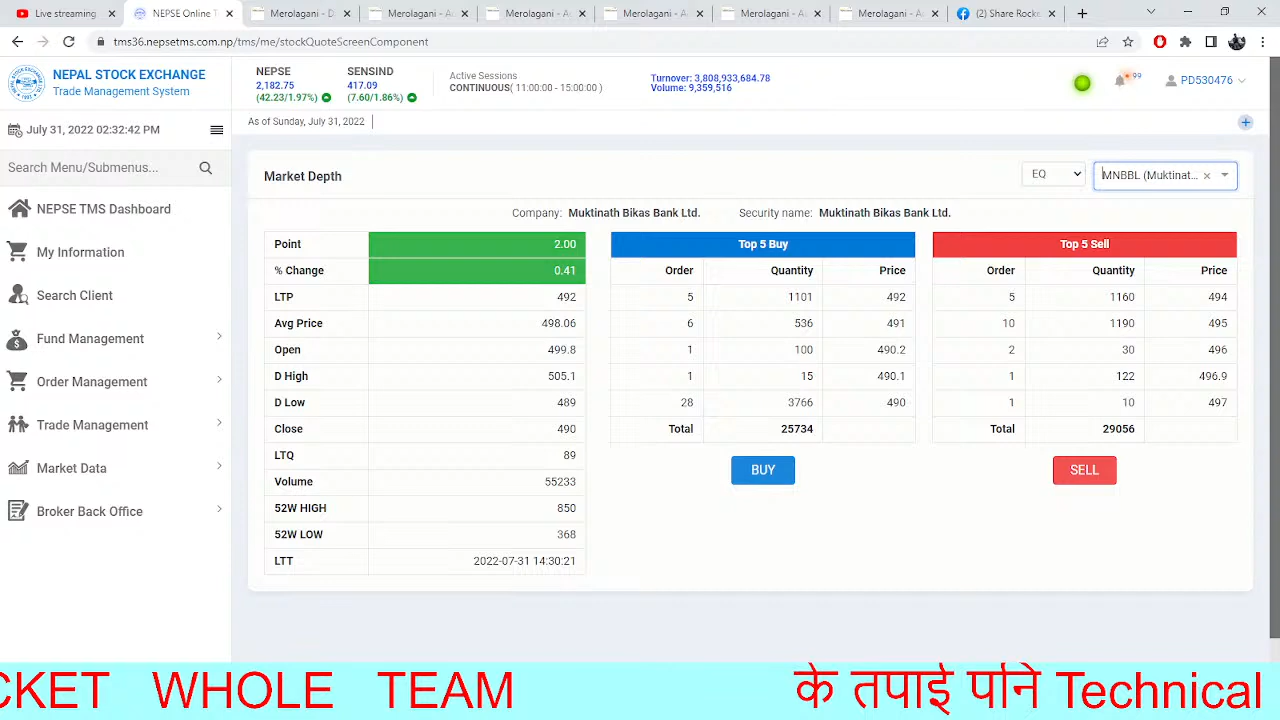 Live streaming
NEPSE Online T
Merolagani - D
Merolagani - A
Merolagani - A
Merolagani - A
Merolagani - A
Merolagani - A
(2) Share Rocke
tms36.nepsetms.com.np/tms/me/stockQuoteScreenComponent
NEPAL STOCK EXCHANGE
Trade Management System
NEPSE
2,182.75
(42.23/1.97%)
SENSIND
417.09
(7.60/1.86%)
Active Sessions
CONTINUOUS( 11:00:00 - 15:00:00 )
Turnover: 3,808,933,684.78
Volume: 9,359,516
99
PD530476
July 31, 2022 02:32:42 PM
As of Sunday, July 31, 2022
Search Menu/Submenus...
NEPSE TMS Dashboard
My Information
Search Client
Fund Management
Order Management
Trade Management
Market Data
Broker Back Office
Market Depth
EQ
MNBBL (Muktinat...
Company: Muktinath Bikas Bank Ltd. Security name: Muktinath Bikas Bank Ltd.
Point 2.00
% Change 0.41
LTP 492
Avg Price 498.06
Open 499.8
D High 505.1
D Low 489
Close 490
LTQ 89
Volume 55233
52W HIGH 850
52W LOW 368
LTT 2022-07-31 14:30:21
Top 5 Buy
Order Quantity Price
5 1101 492
6 536 491
1 100 490.2
1 15 490.1
28 3766 490
Total 25734
BUY
Top 5 Sell
Order Quantity Price
5 1160 494
10 1190 495
2 30 496
1 122 496.9
1 10 497
Total 29056
SELL
CKET WHOLE TEAM के तपाई पनि Technical